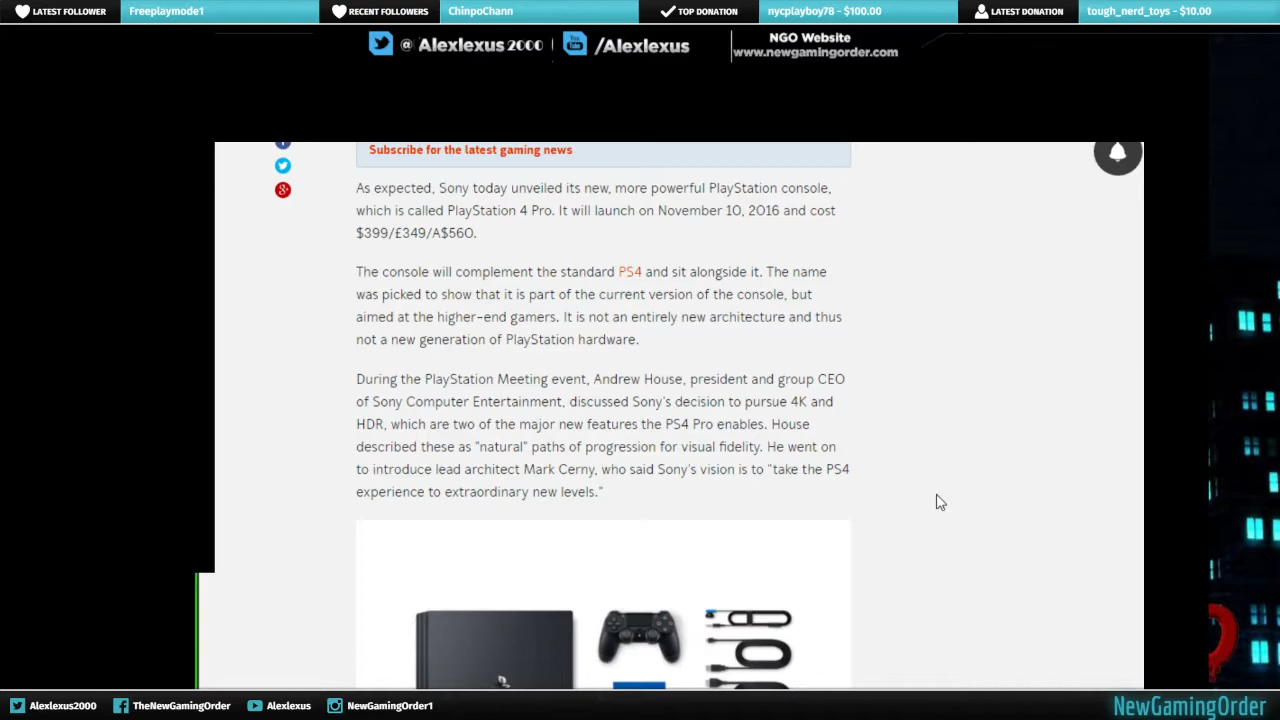 LATEST FOLLOWER
Freeplaymode1
RECENT FOLLOWERS
ChinpoChann
TOP DONATION
nycplayboy78 - $100.00
LATEST DONATION
tough_nerd_toys - $10.00
@ Alexlexus2000
You Tube
/Alexlexus
NGO Website
www.newgamingorder.com
Subscribe for the latest gaming news
As expected, Sony today unveiled its new, more powerful PlayStation console,
which is called PlayStation 4 Pro. It will launch on November 10, 2016 and cost
$399/£349/A$560.
The console will complement the standard PS4 and sit alongside it. The name
was picked to show that it is part of the current version of the console, but
aimed at the higher-end gamers. It is not an entirely new architecture and thus
not a new generation of PlayStation hardware.
During the PlayStation Meeting event, Andrew House, president and group CEO
of Sony Computer Entertainment, discussed Sony's decision to pursue 4K and
HDR, which are two of the major new features the PS4 Pro enables. House
described these as "natural" paths of progression for visual fidelity. He went on
to introduce lead architect Mark Cerny, who said Sony's vision is to "take the PS4
experience to extraordinary new levels."
Alexlexus2000
TheNewGamingOrder
Alexlexus
NewGamingOrder1
NewGamingOrder